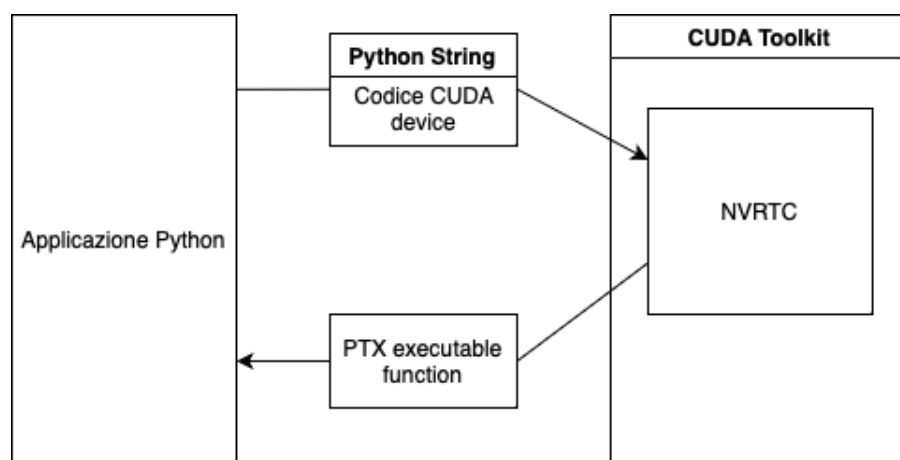 Applicazione Python
Python String
Codice CUDA
device
PTX executable
function
CUDA Toolkit
NVRTC